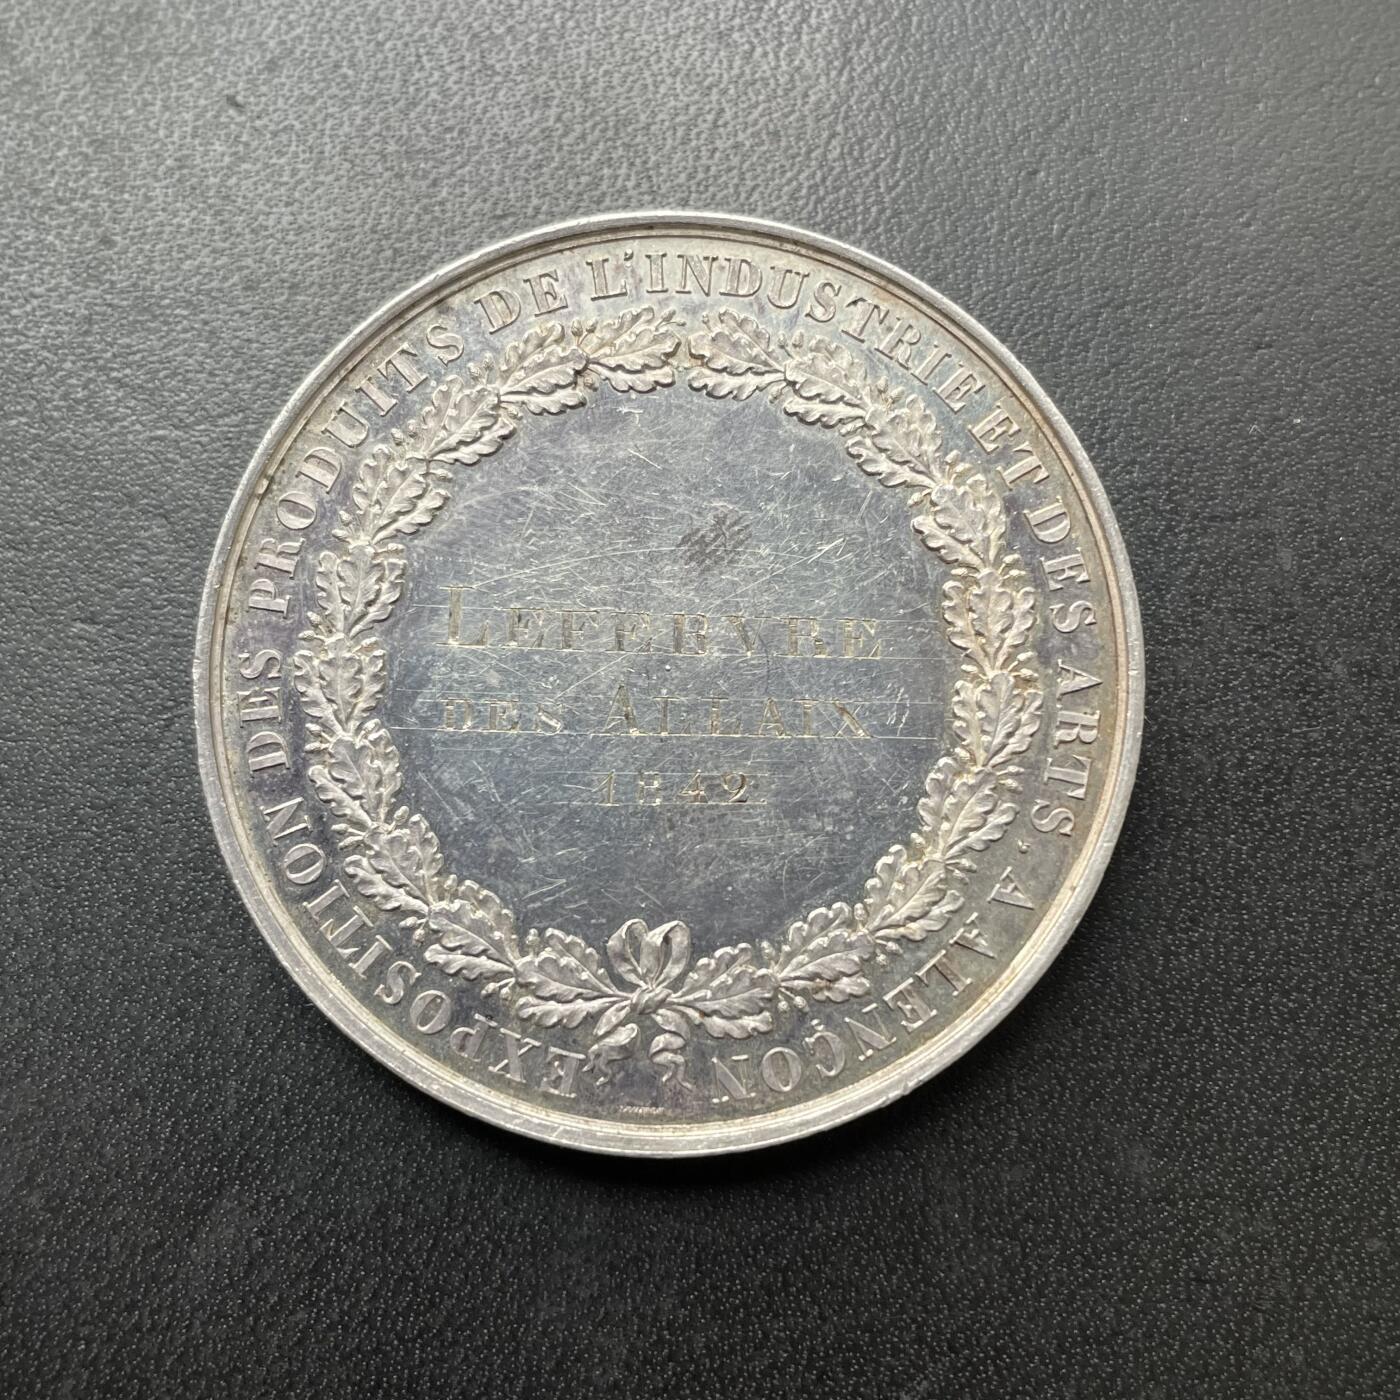 EXPOSITION DES PRODUITS DE L'INDUSTRIE ET DES ARTS. A ALENÇON
LEFEBVRE
DES ALLAIX
1842